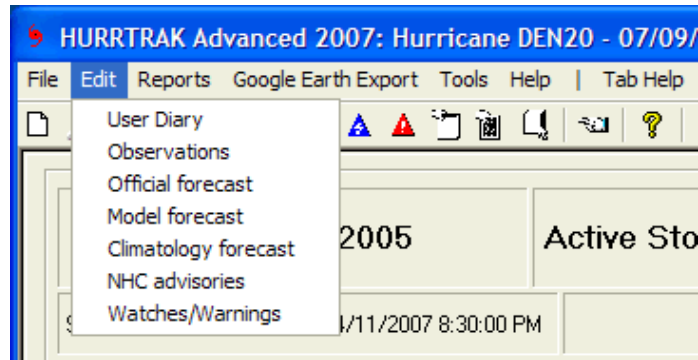 HURRTRAK Advanced 2007: Hurricane DEN20 - 07/09/
File Edit Reports Google Earth Export Tools Help | Tab Help
User Diary
Observations
Official forecast
Model forecast
Climatology forecast
NHC advisories
Watches/Warnings
2005
Active Sto
/11/2007 8:30:00 PM